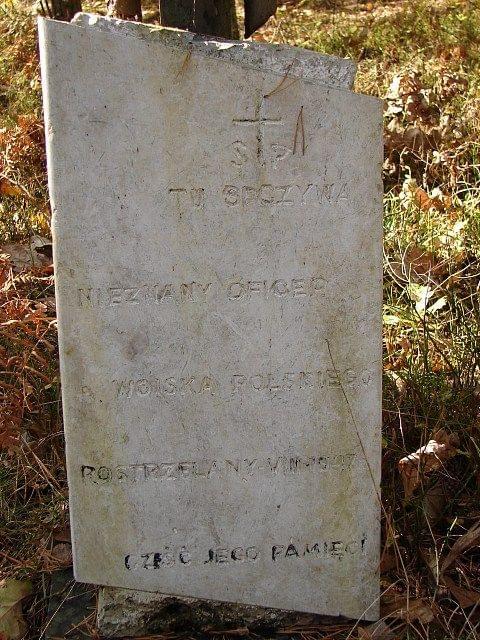 Ś P
TU SPOCZYWA
NIEZNANY OFICER
WOJSKA POLSKIEGO
ROSTRZELANY
CZEŚĆ JEGO PAMIĘCI